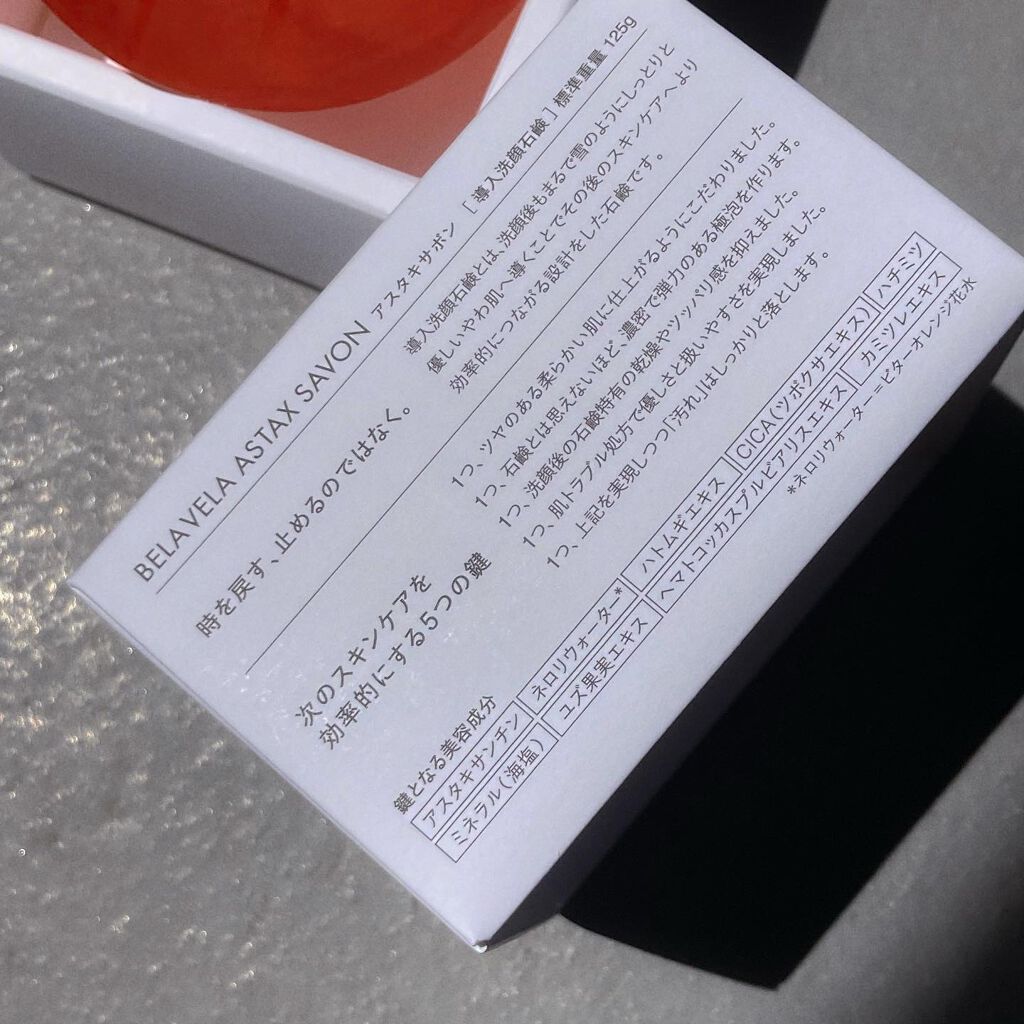 BELAVELA ASTAX SAVON アスタキサボン [導入洗顔石鹸] 標準重量 125g
時を戻す、止めるのではなく。
導入洗顔石鹸とは、洗顔後もまるで雪のようにしっとりと
優しいやわ肌へ導くことでその後のスキンケアへより
効率的につながる設計をした石鹸です。
次のスキンケアを
効率的にする5つの鍵
1つ、ツヤのある柔らかい肌に仕上がるようにこだわりました。
1つ、石鹸とは思えないほど、濃密で弾力のある極泡を作ります。
1つ、洗顔後の石鹸特有の乾燥やツッパリ感を抑えました。
1つ、肌トラブル処方で優しさと扱いやすさを実現しました。
1つ、上記を実現しつつ「汚れ」はしっかりと落とします。
鍵となる美容成分
アスタキサンチン ネロリウォーター* ハトムギエキス CICA(ツボクサエキス) ハチミツ
ミネラル(海塩) ユズ果実エキス ヘマトコッカスプルビアリスエキス カミツレエキス
*ネロリウォーター=ビターオレンジ花水